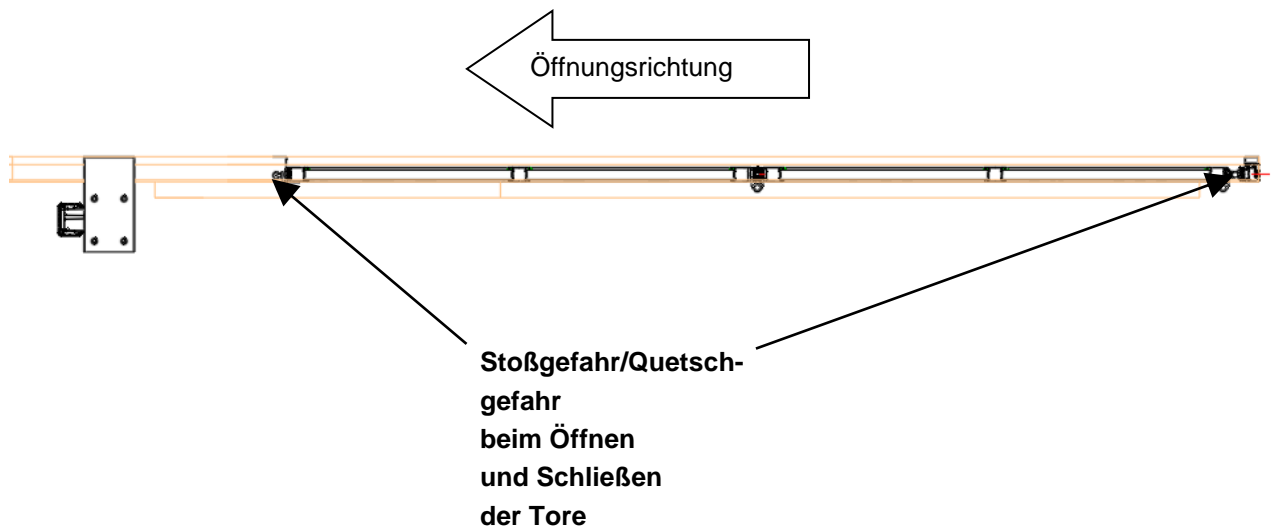 Öffnungsrichtung
Stoßgefahr/Quetsch-
gefahr
beim Öffnen
und Schließen
der Tore